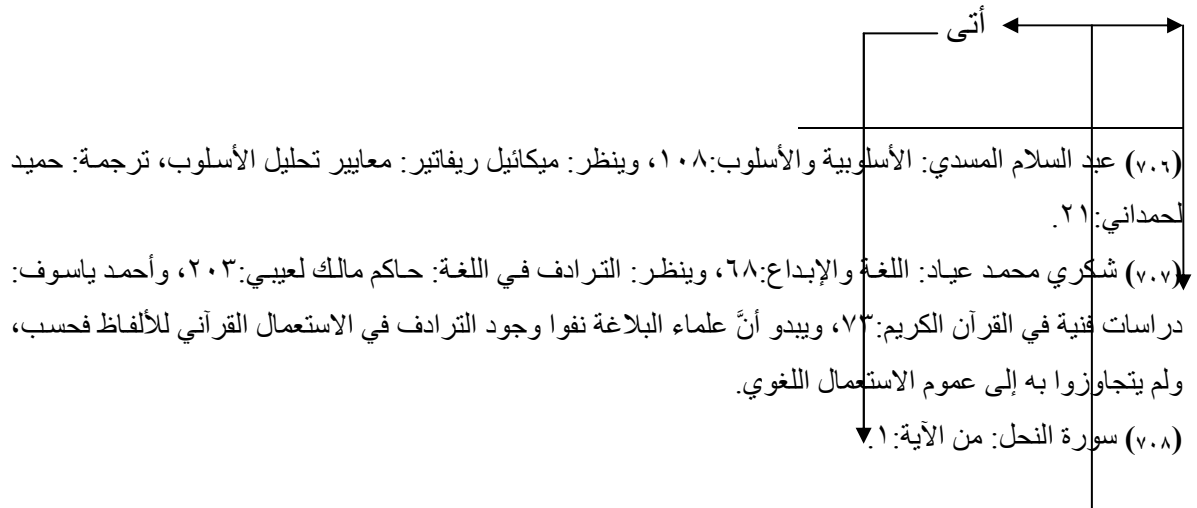 أتى
(٧٠٦) عبد السلام المسدي: الأسلوبية والأسلوب:١٠٨، وينظر: ميكائيل ريفاتير: معايير تحليل الأسلوب، ترجمة: حميد
لحمداني:٢١.
(٧٠٧) شكري محمد عياد: اللغة والإبداع:٦٨، وينظر: الترادف في اللغة: حاكم مالك لعيبي:٢٠٣، وأحمد ياسوف:
دراسات فنية في القرآن الكريم:٧٣، ويبدو أنَّ علماء البلاغة نفوا وجود الترادف في الاستعمال القرآني للألفاظ فحسب،
ولم يتجاوزوا به إلى عموم الاستعمال اللغوي.
(٧٠٨) سورة النحل: من الآية:١.